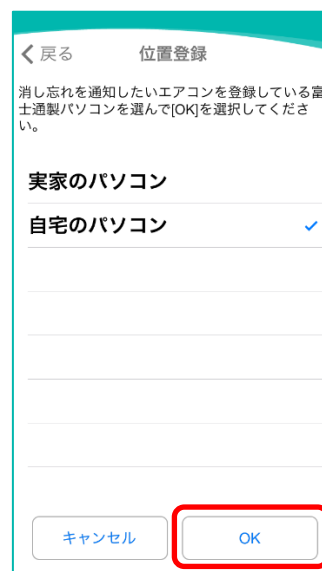 戻る 位置登録
消し忘れを通知したいエアコンを登録している富
士通製パソコンを選んで[OK]を選択してくださ
い。
実家のパソコン
自宅のパソコン
キャンセル OK